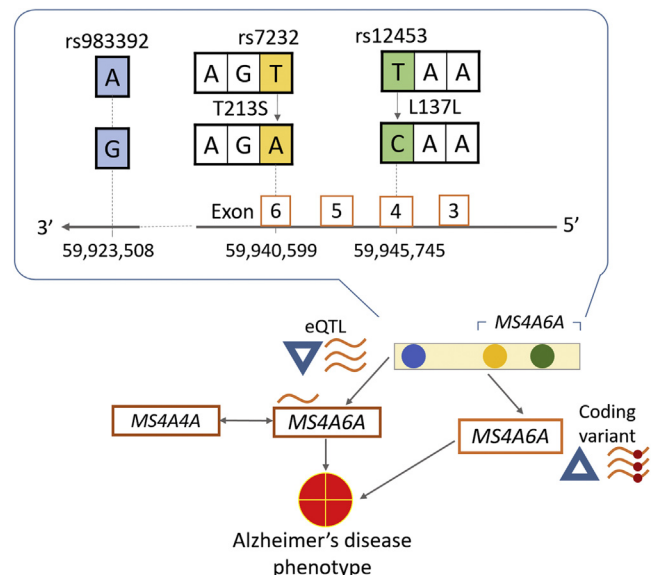 rs983392 rs7232 rs12453
A A G T T A A
T213S L137L
G A G A C A A
Exon 6 5 4 3
3’ 5’
59,923,508 59,940,599 59,945,745
eQTL MS4A6A
MS4A4A MS4A6A MS4A6A Coding
variant
Alzheimer’s disease
phenotype